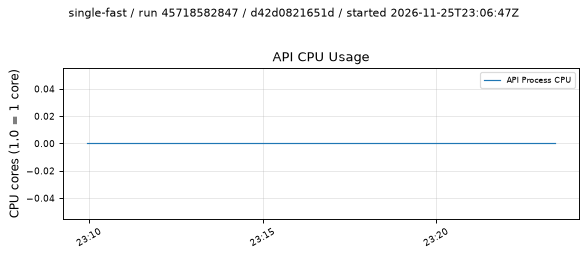 single-fast / run 45718582847 / d42d0821651d / started 2026-11-25T23:06:47Z
API CPU Usage
CPU cores (1.0 = 1 core)
API Process CPU
0.04
0.02
0.00
−0.02
−0.04
23:10
23:15
23:20